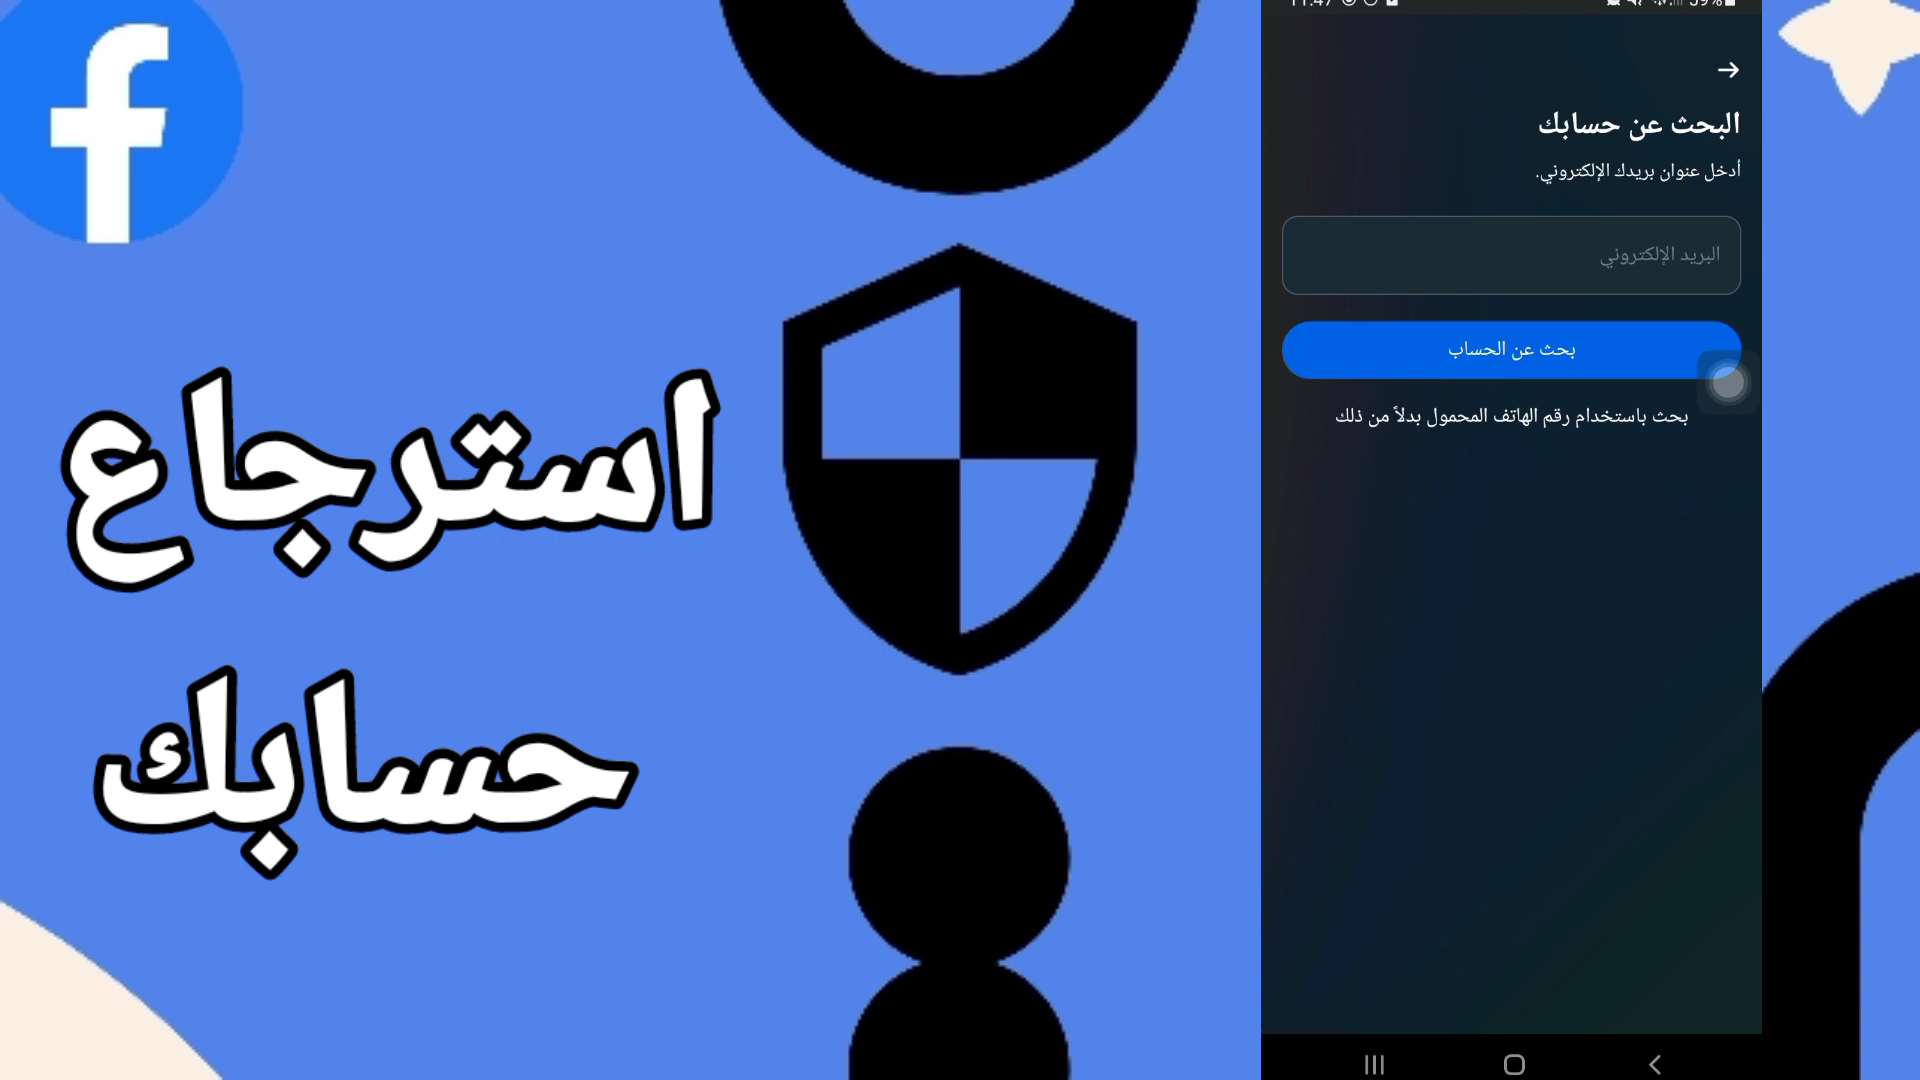 استرجاع
حسابك
البحث عن حسابك
أدخل عنوان بريدك الإلكتروني.
البريد الإلكتروني
بحث عن الحساب
بحث باستخدام رقم الهاتف المحمول بدلاً من ذلك